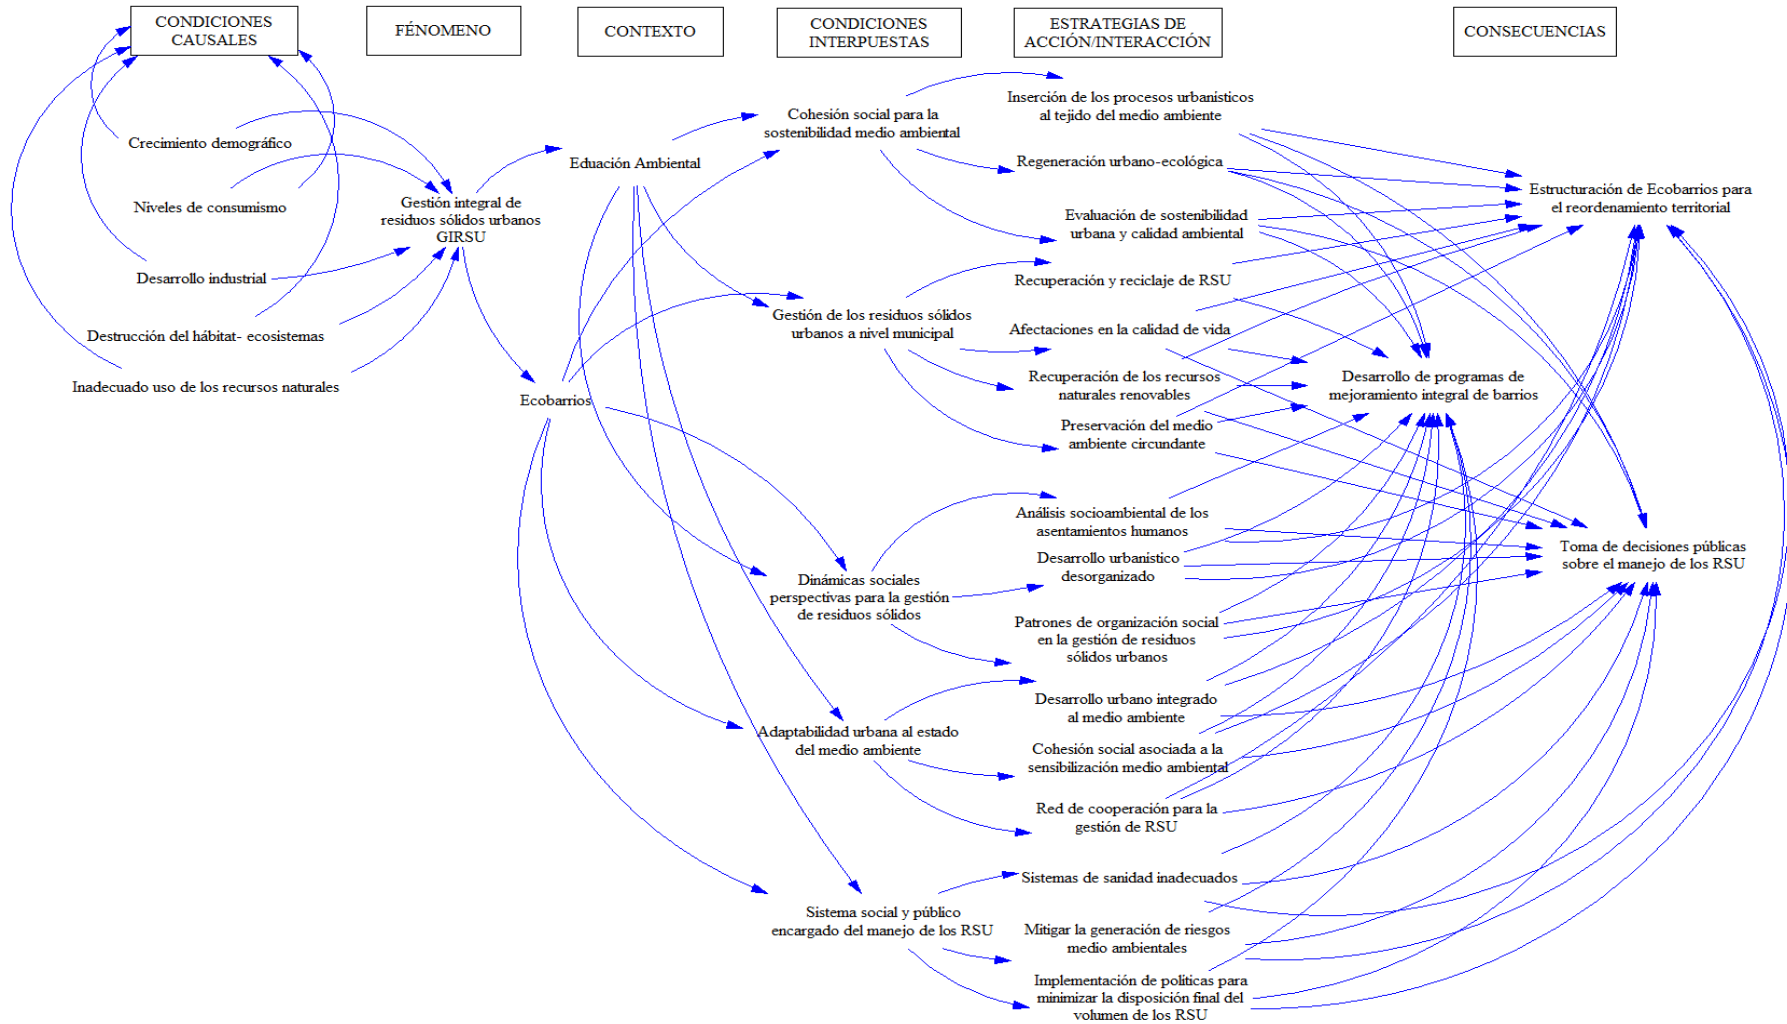 CONDICIONES
CAUSALES
FÉNOMENO
CONTEXTO
CONDICIONES
INTERPUESTAS
ESTRATEGIAS DE
ACCIÓN/INTERACCIÓN
CONSECUENCIAS
Crecimiento demográfico
Niveles de consumismo
Desarrollo industrial
Destrucción del hábitat- ecosistemas
Inadecuado uso de los recursos naturales
Gestión integral de
residuos sólidos urbanos
GIRSU
Eduación Ambiental
Ecobarrios
Cohesión social para la
sostenibilidad medio ambiental
Gestión de los residuos sólidos
urbanos a nivel municipal
Dinámicas sociales
perspectivas para la gestión
de residuos sólidos
Adaptabilidad urbana al estado
del medio ambiente
Sistema social y público
encargado del manejo de los RSU
Inserción de los procesos urbanísticos
al tejido del medio ambiente
Regeneración urbano-ecológica
Evaluación de sostenibilidad
urbana y calidad ambiental
Recuperación y reciclaje de RSU
Afectaciones en la calidad de vida
Recuperación de los recursos
naturales renovables
Preservación del medio
ambiente circundante
Análisis socioambiental de los
asentamientos humanos
Desarrollo urbanístico
desorganizado
Patrones de organización social
en la gestión de residuos
sólidos urbanos
Desarrollo urbano integrado
al medio ambiente
Cohesión social asociada a la
sensibilización medio ambiental
Red de cooperación para la
gestión de RSU
Sistemas de sanidad inadecuados
Mitigar la generación de riesgos
medio ambientales
Implementación de políticas para
minimizar la disposición final del
volumen de los RSU
Estructuración de Ecobarrios para
el reordenamiento territorial
Desarrollo de programas de
mejoramiento integral de barrios
Toma de decisiones públicas
sobre el manejo de los RSU